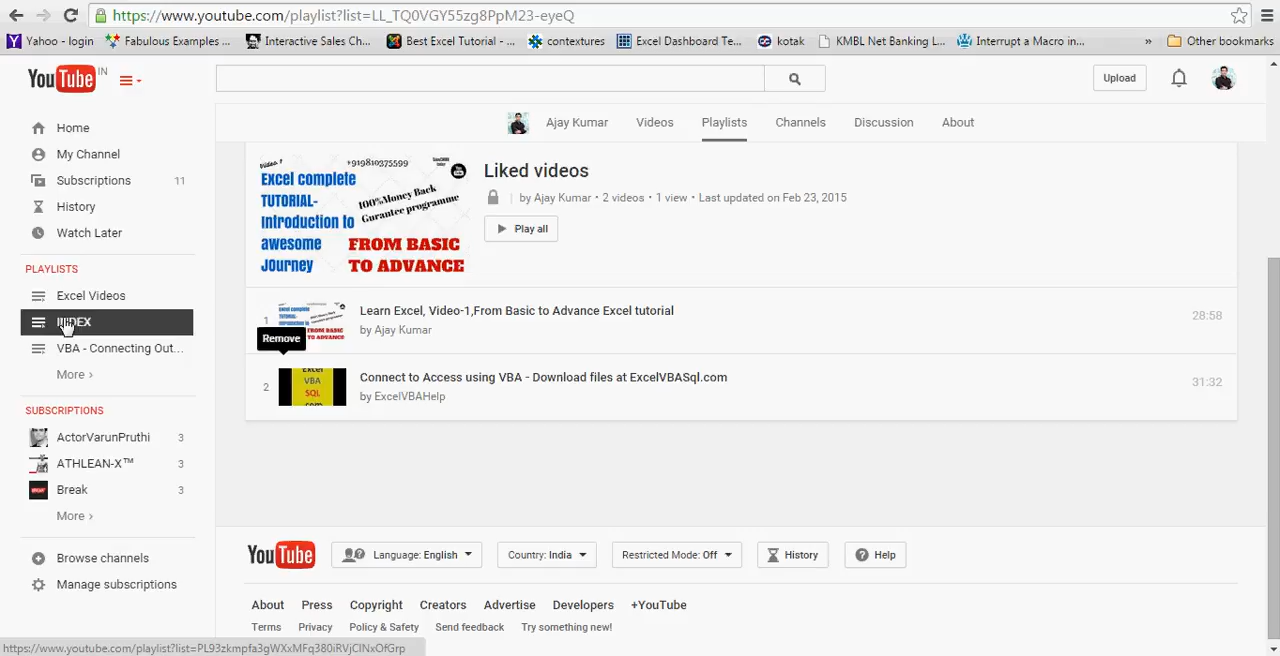 https://www.youtube.com/playlist?list=LL_TQ0VGY55zg8PpM23-eyeQ
Yahoo - login
Fabulous Examples ...
Interactive Sales Ch...
Best Excel Tutorial - ...
contextures
Excel Dashboard Te...
kotak
KMBL Net Banking L...
Interrupt a Macro in...
»
Other bookmarks
YouTube IN
Upload
Home
My Channel
Subscriptions 11
History
Watch Later
PLAYLISTS
Excel Videos
VBA - Connecting Out...
More ›
SUBSCRIPTIONS
ActorVarunPruthi 3
ATHLEAN-X™ 3
Break 3
More ›
Browse channels
Manage subscriptions
Ajay Kumar
Videos
Playlists
Channels
Discussion
About
Video 1
+919810375599
Excel complete
TUTORIAL-
Introduction to
awesome
Journey
100%Money Back
Gurantee programme
FROM BASIC
TO ADVANCE
Liked videos
by Ajay Kumar • 2 videos • 1 view • Last updated on Feb 23, 2015
Play all
1
Learn Excel, Video-1,From Basic to Advance Excel tutorial
by Ajay Kumar
28:58
Remove
2
Excel
VBA
SQL
.com
Connect to Access using VBA - Download files at ExcelVBASql.com
by ExcelVBAHelp
31:32
YouTube
Language: English
Country: India
Restricted Mode: Off
History
Help
About
Press
Copyright
Creators
Advertise
Developers
+YouTube
Terms
Privacy
Policy & Safety
Send feedback
Try something new!
https://www.youtube.com/playlist?list=PL93zkmpfa3gWXxMFq380iRVjCINxOfGrp